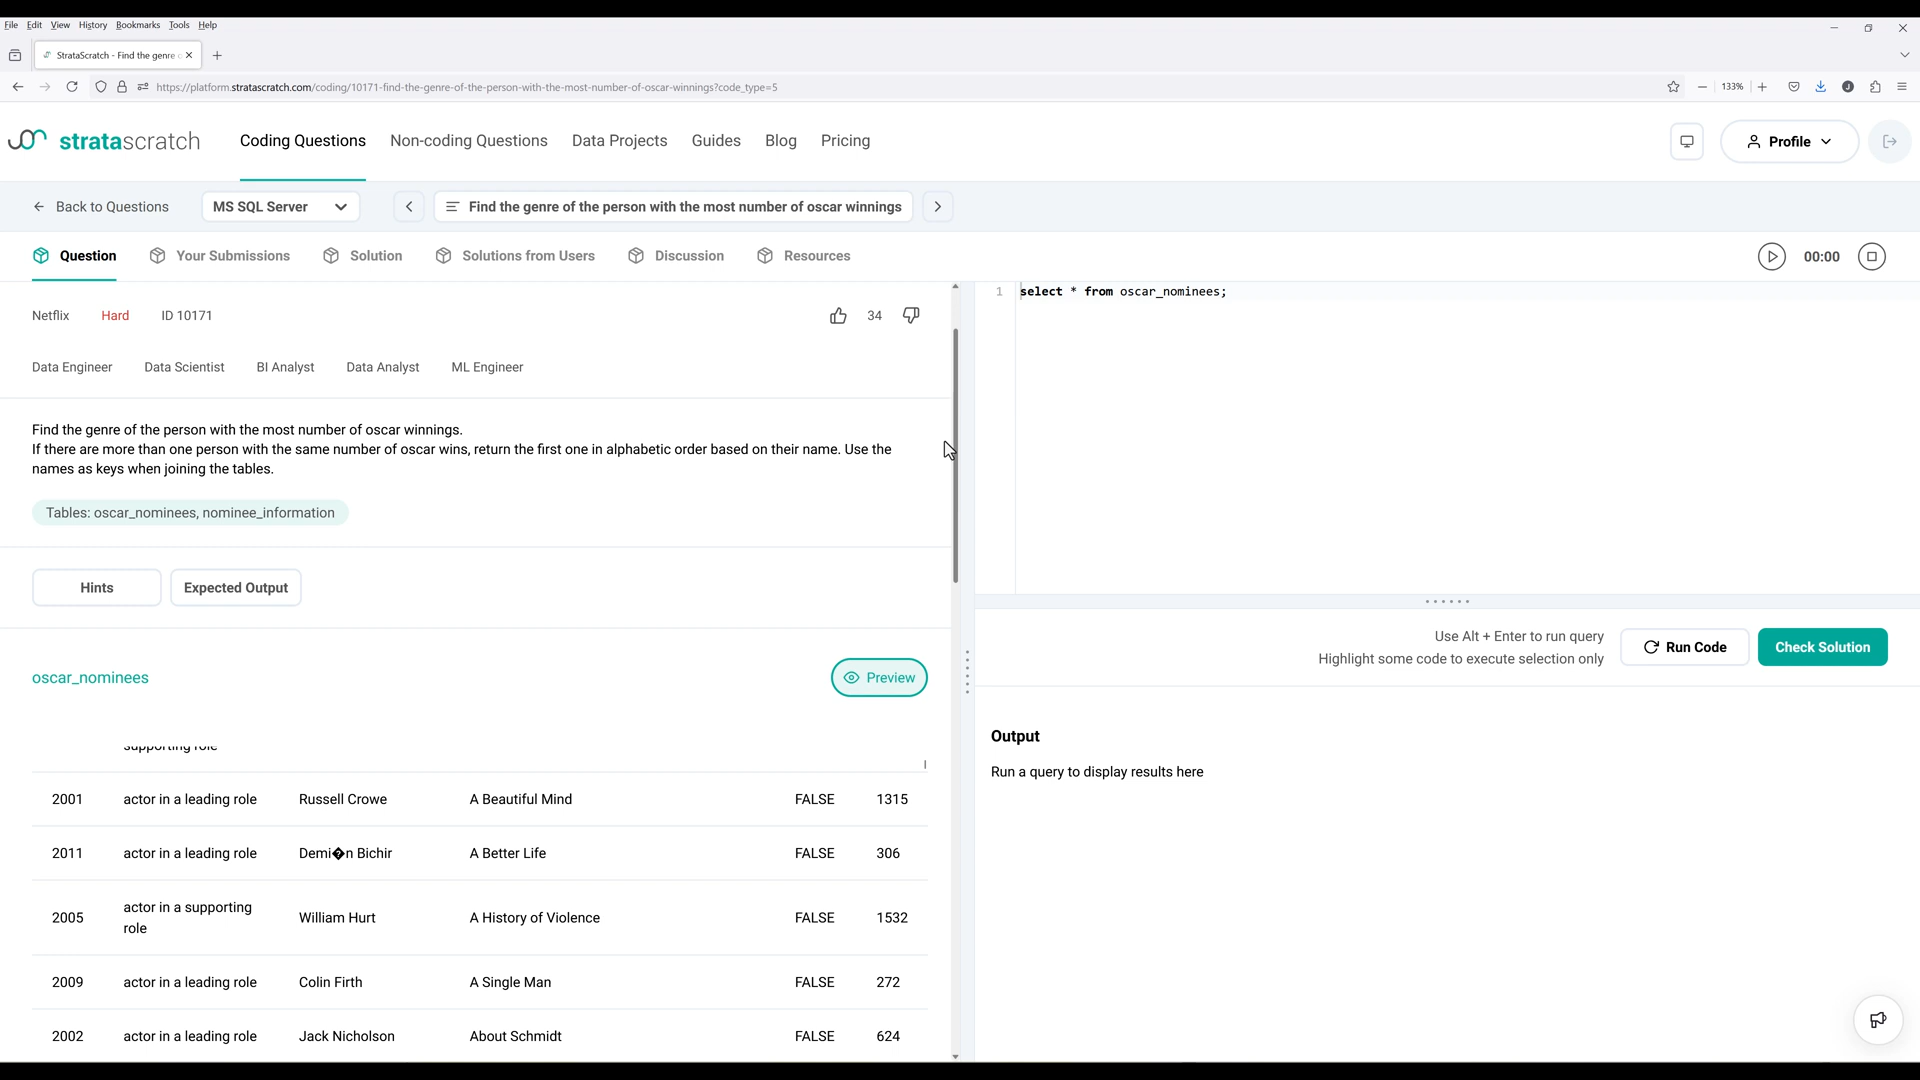 File Edit View History Bookmarks Tools Help
StrataScratch - Find the genre
https://platform.stratascratch.com/coding/10171-find-the-genre-of-the-person-with-the-most-number-of-oscar-winnings?code_type=5
133%
J
stratascratch
Coding Questions Non-coding Questions Data Projects Guides Blog Pricing
Profile
Back to Questions
MS SQL Server
Find the genre of the person with the most number of oscar winnings
Question Your Submissions Solution Solutions from Users Discussion Resources
00:00
Netflix Hard ID 10171
34
Data Engineer Data Scientist BI Analyst Data Analyst ML Engineer
Find the genre of the person with the most number of oscar winnings.
If there are more than one person with the same number of oscar wins, return the first one in alphabetic order based on their name. Use the
names as keys when joining the tables.
Tables: oscar_nominees, nominee_information
Hints Expected Output
oscar_nominees
Preview
supporting role
2001 actor in a leading role Russell Crowe A Beautiful Mind FALSE 1315
2011 actor in a leading role Demi�n Bichir A Better Life FALSE 306
2005 actor in a supporting role William Hurt A History of Violence FALSE 1532
2009 actor in a leading role Colin Firth A Single Man FALSE 272
2002 actor in a leading role Jack Nicholson About Schmidt FALSE 624
1 select * from oscar_nominees;
Use Alt + Enter to run query
Highlight some code to execute selection only
Run Code
Check Solution
Output
Run a query to display results here